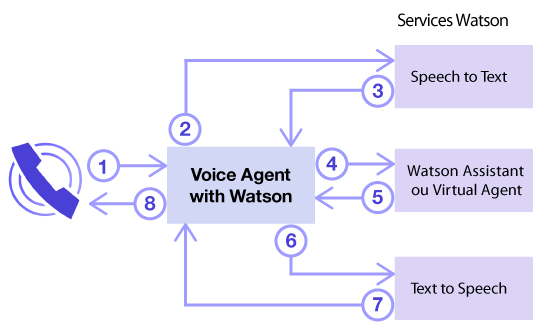 Services Watson
Speech to Text
3
2
1
Voice Agent
with Watson
4
Watson Assistant
ou Virtual Agent
5
8
6
Text to Speech
7